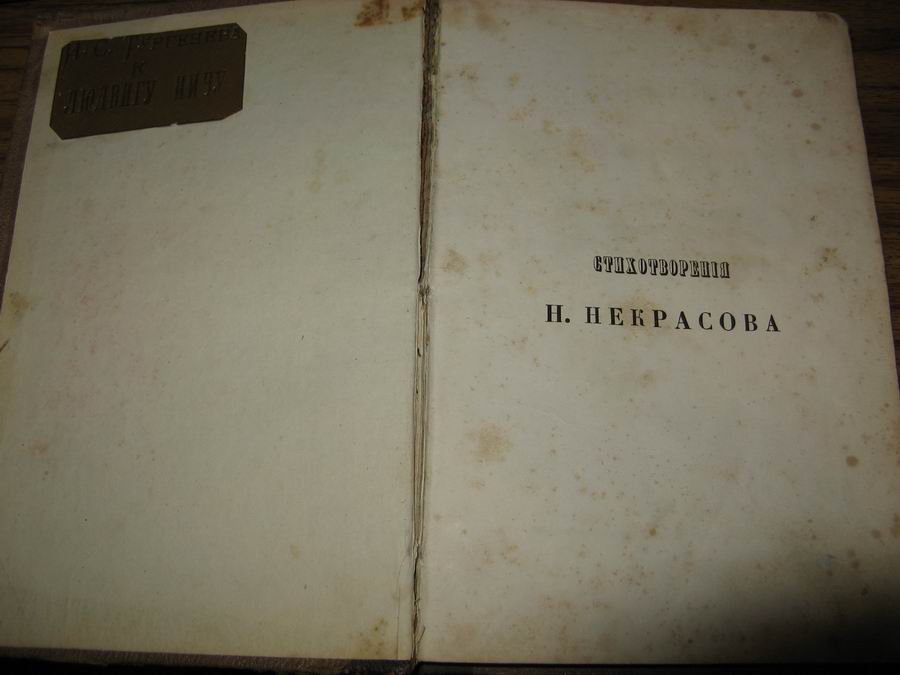 И. С. ТУРГЕНЕВА
К
ЛЮДВИГУ ПИЧУ
СТИХОТВОРЕНІЯ
Н. НЕКРАСОВА